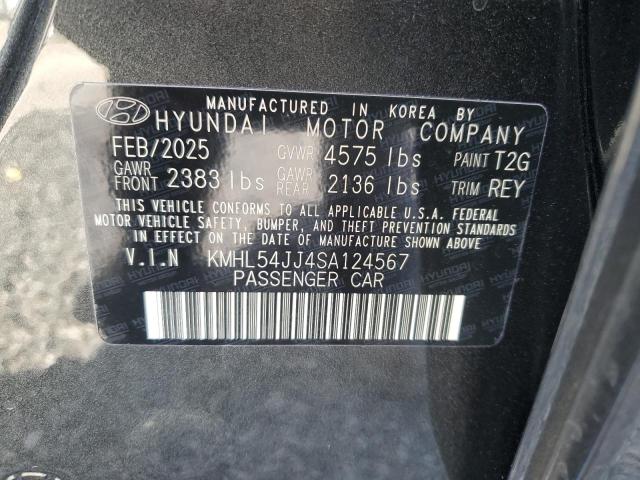 MANUFACTURED IN KOREA BY
HYUNDAI MOTOR COMPANY
FEB/2025 GVWR 4575 lbs PAINT T2G
GAWR FRONT 2383 lbs GAWR REAR 2136 lbs TRIM REY
THIS VEHICLE CONFORMS TO ALL APPLICABLE U.S.A. FEDERAL
MOTOR VEHICLE SAFETY, BUMPER, AND THEFT PREVENTION STANDARDS
IN EFFECT ON THE DATE OF MANUFACTURE SHOWN ABOVE.
V.I.N KMHL54JJ4SA124567
PASSENGER CAR